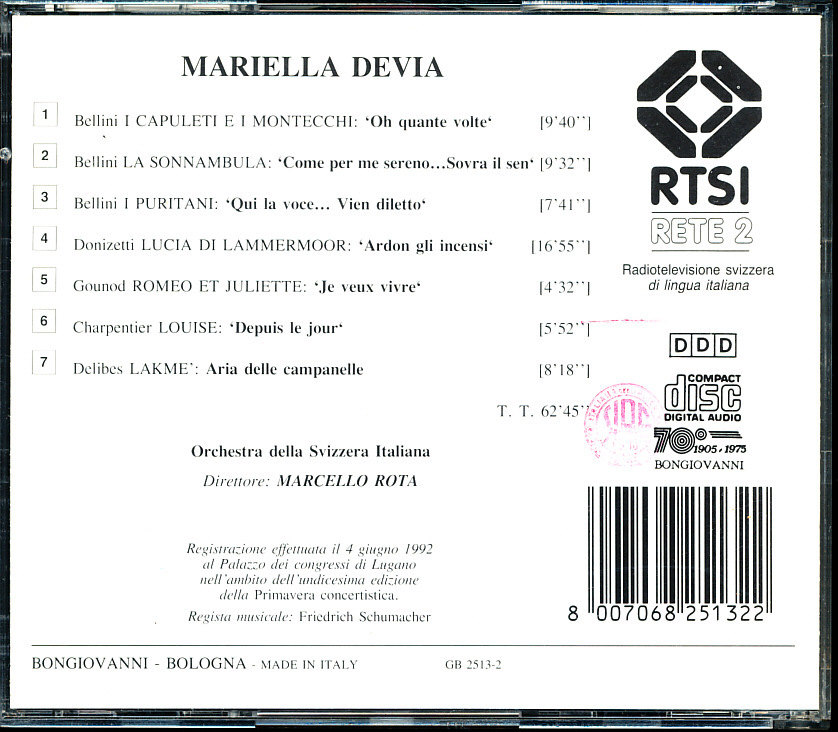 MARIELLA DEVIA
1 Bellini I CAPULETI E I MONTECCHI: ‘Oh quante volte‘ [9’40’’]
2 Bellini LA SONNAMBULA: ‘Come per me sereno...Sovra il sen‘ [9’32’’]
3 Bellini I PURITANI: ‘Qui la voce... Vien diletto‘ [7’41’’]
4 Donizetti LUCIA DI LAMMERMOOR: ‘Ardon gli incensi‘ [16’55’’]
5 Gounod ROMEO ET JULIETTE: ‘Je veux vivre‘ [4’32’’]
6 Charpentier LOUISE: ‘Depuis le jour‘ [5’52’’]
7 Delibes LAKME’: Aria delle campanelle [8’18’’]
T. T. 62’45’’
Orchestra della Svizzera Italiana
Direttore: MARCELLO ROTA
Registrazione effettuata il 4 giugno 1992
al Palazzo dei congressi di Lugano
nell’ambito dell’undicesima edizione
della Primavera concertistica.
Regista musicale: Friedrich Schumacher
RTSI
RETE 2
Radiotelevisione svizzera
di lingua italiana
DDD
COMPACT
disc
DIGITAL AUDIO
70° 1905-1975
BONGIOVANNI
8 007068 251322
BONGIOVANNI - BOLOGNA - MADE IN ITALY GB 2513-2